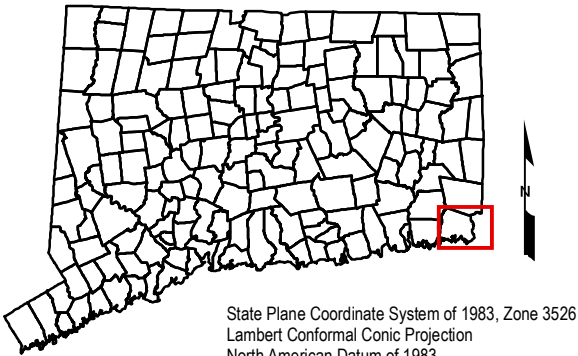 N
State Plane Coordinate System of 1983, Zone 3526
Lambert Conformal Conic Projection
North American Datum of 1983